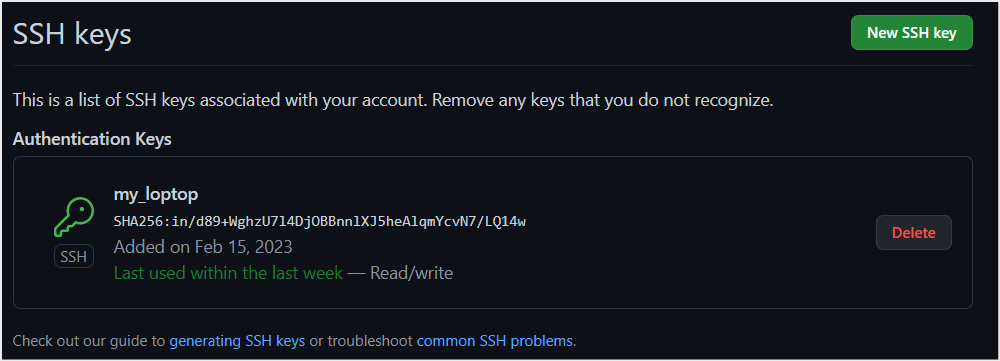 SSH keys
New SSH key
This is a list of SSH keys associated with your account. Remove any keys that you do not recognize.
Authentication Keys
my_loptop
SHA256:in/d89+WghzU7l4DjOBBnnlXJ5heAlqmYcvN7/LQ14w
Added on Feb 15, 2023
SSH
Last used within the last week — Read/write
Delete
Check out our guide to generating SSH keys or troubleshoot common SSH problems.